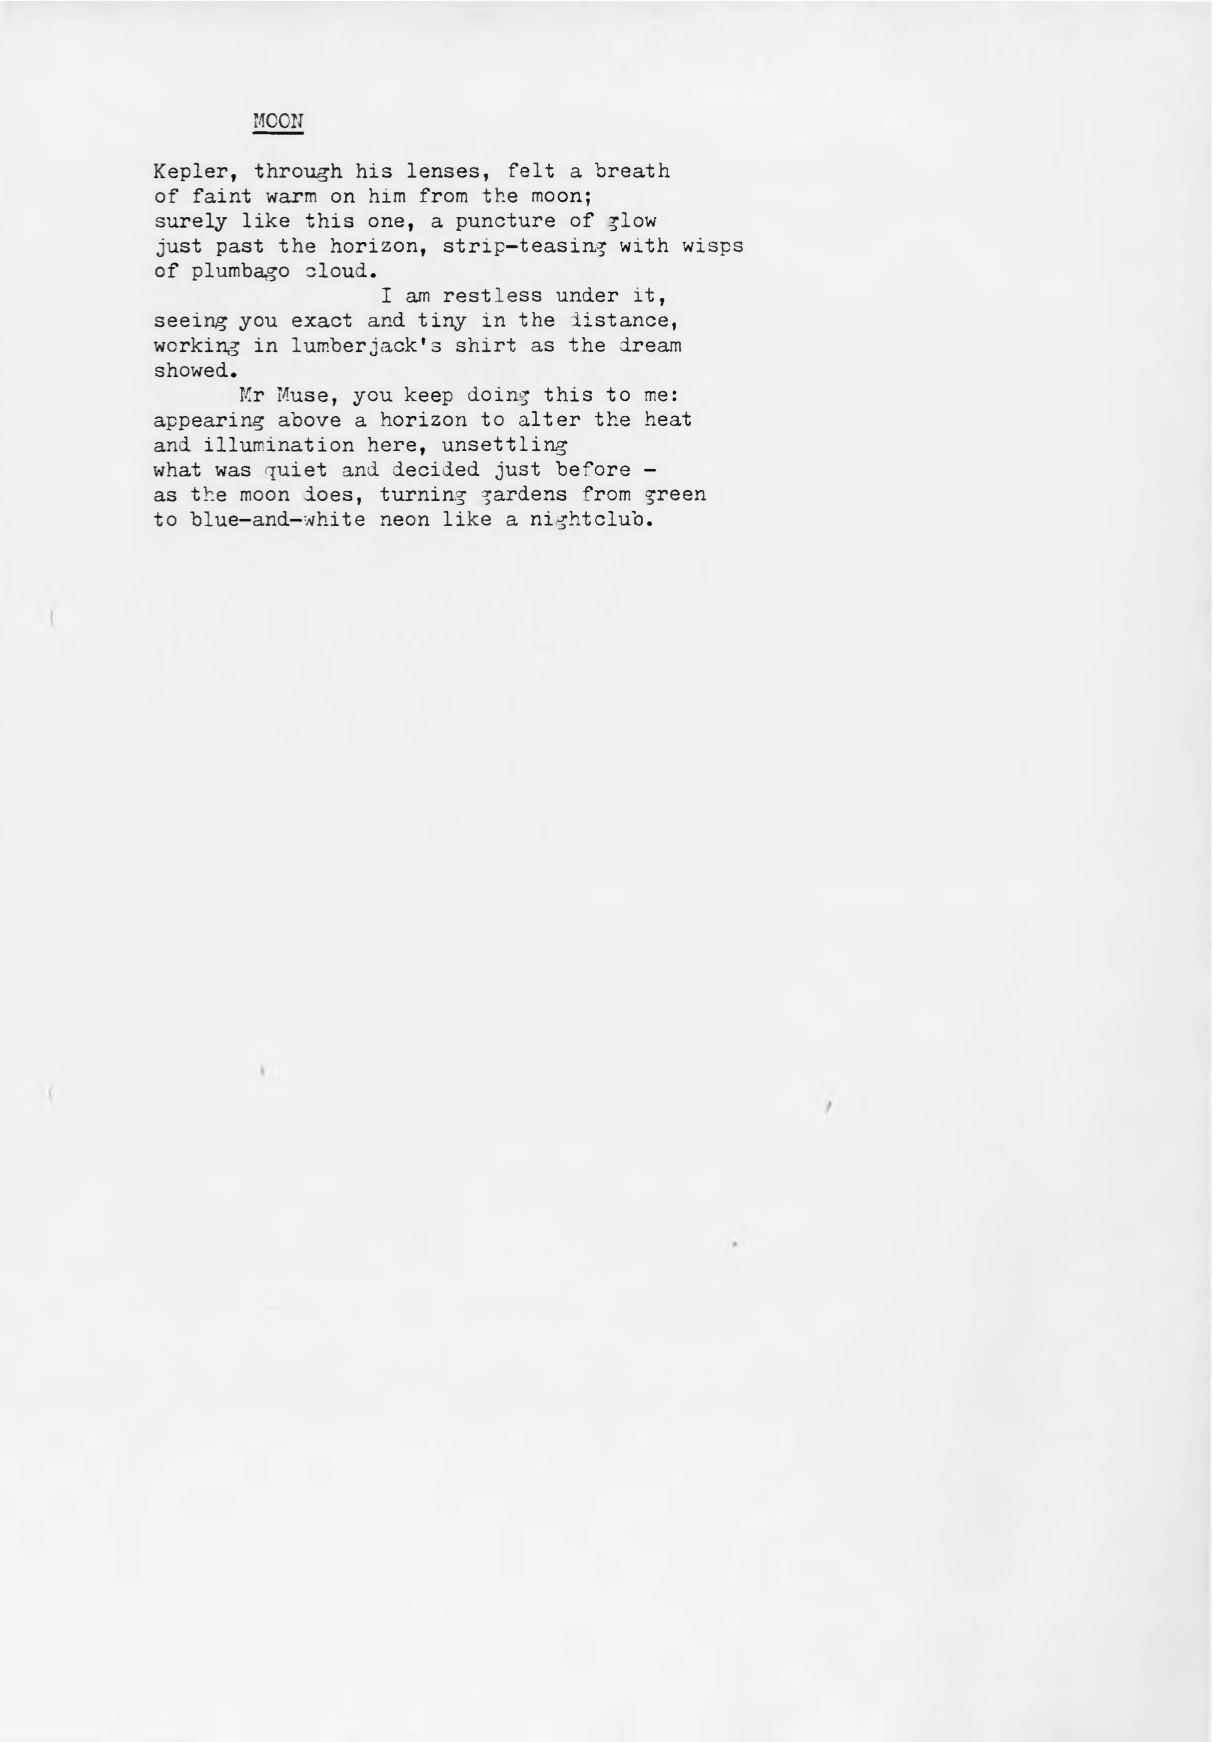 MOON
Kepler, through his lenses, felt a breath
of faint warm on him from the moon;
surely like this one, a puncture of glow
just past the horizon, strip-teasing with wisps
of plumbago cloud.
I am restless under it,
seeing you exact and tiny in the distance,
working in lumberjack's shirt as the dream
showed.
Mr Muse, you keep doing this to me:
appearing above a horizon to alter the heat
and illumination here, unsettling
what was quiet and decided just before -
as the moon does, turning gardens from green
to blue-and-white neon like a nightclub.